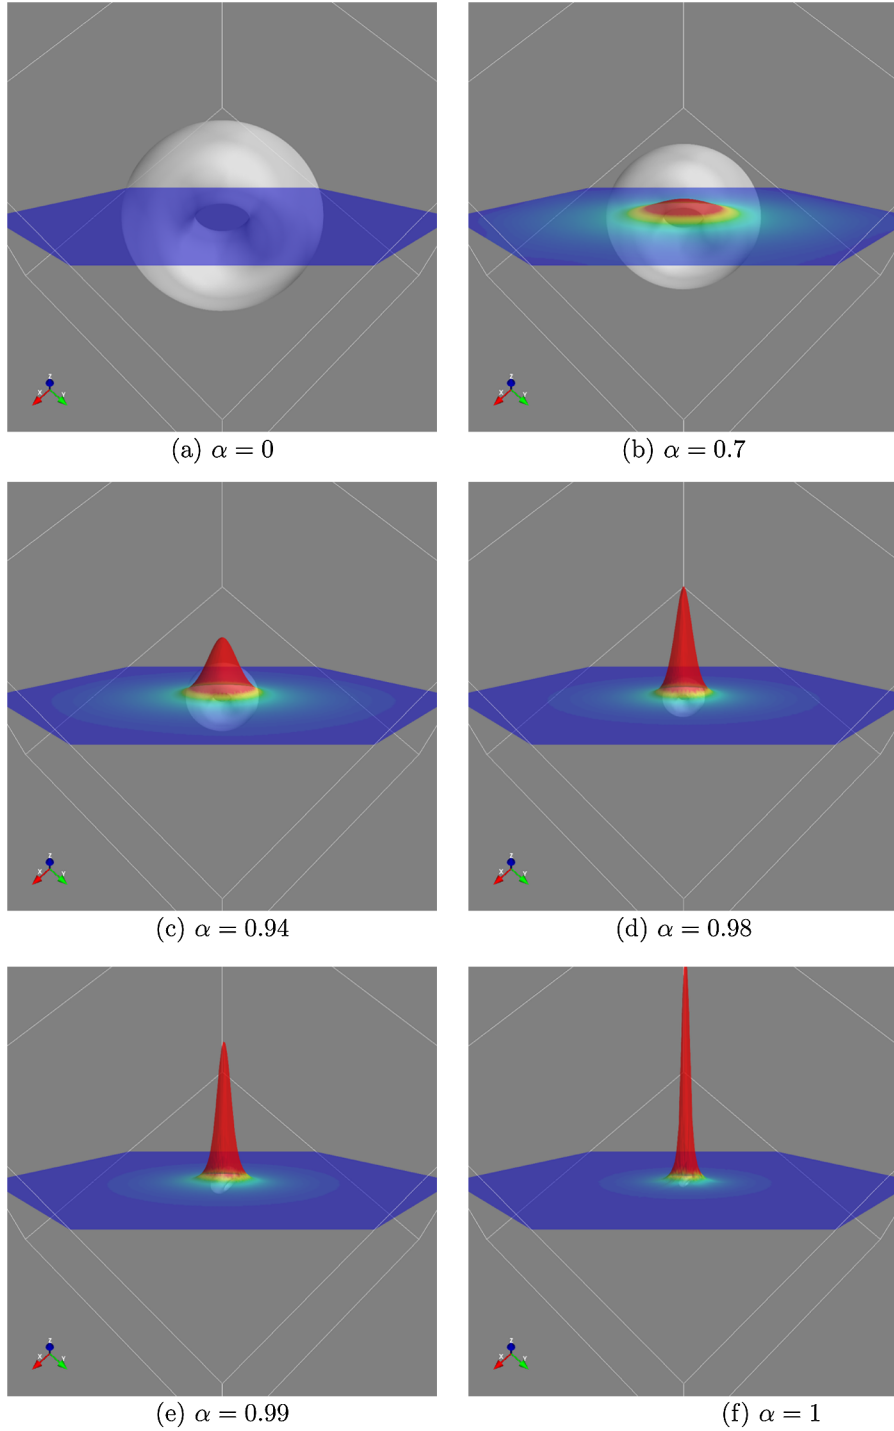 Z
X
Y
Z
X
Y
(a) α = 0
(b) α = 0.7
Z
X
Y
Z
X
Y
(c) α = 0.94
(d) α = 0.98
Z
X
Y
Z
X
Y
(e) α = 0.99
(f) α = 1